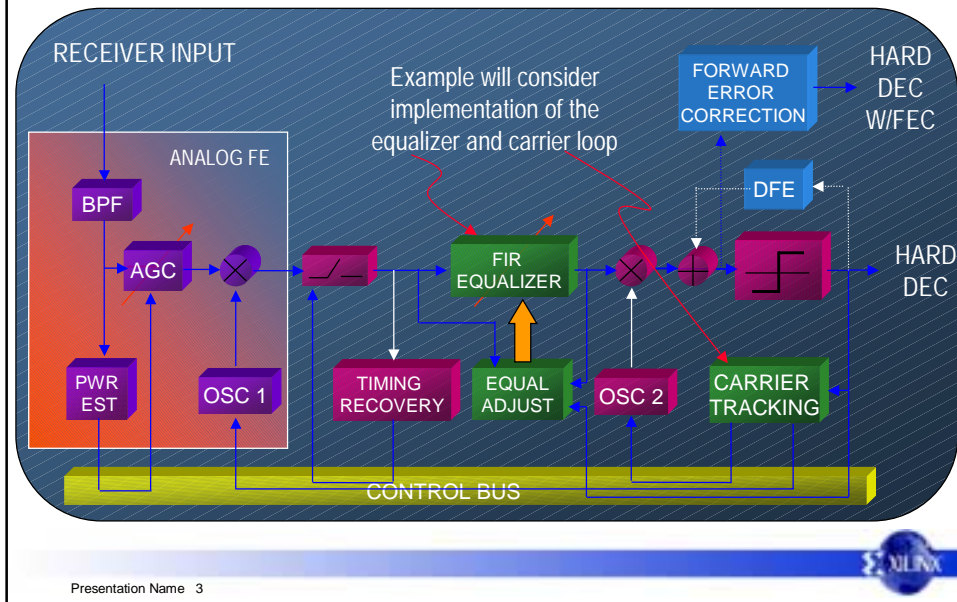 RECEIVER INPUT
Example will consider
implementation of the
equalizer and carrier loop
FORWARD
ERROR
CORRECTION
HARD
DEC
W/FEC
ANALOG FE
BPF
DFE
AGC
FIR
EQUALIZER
HARD
DEC
PWR
EST
OSC 1
TIMING
RECOVERY
EQUAL
ADJUST
OSC 2
CARRIER
TRACKING
CONTROL BUS
XILINX
Presentation Name 3